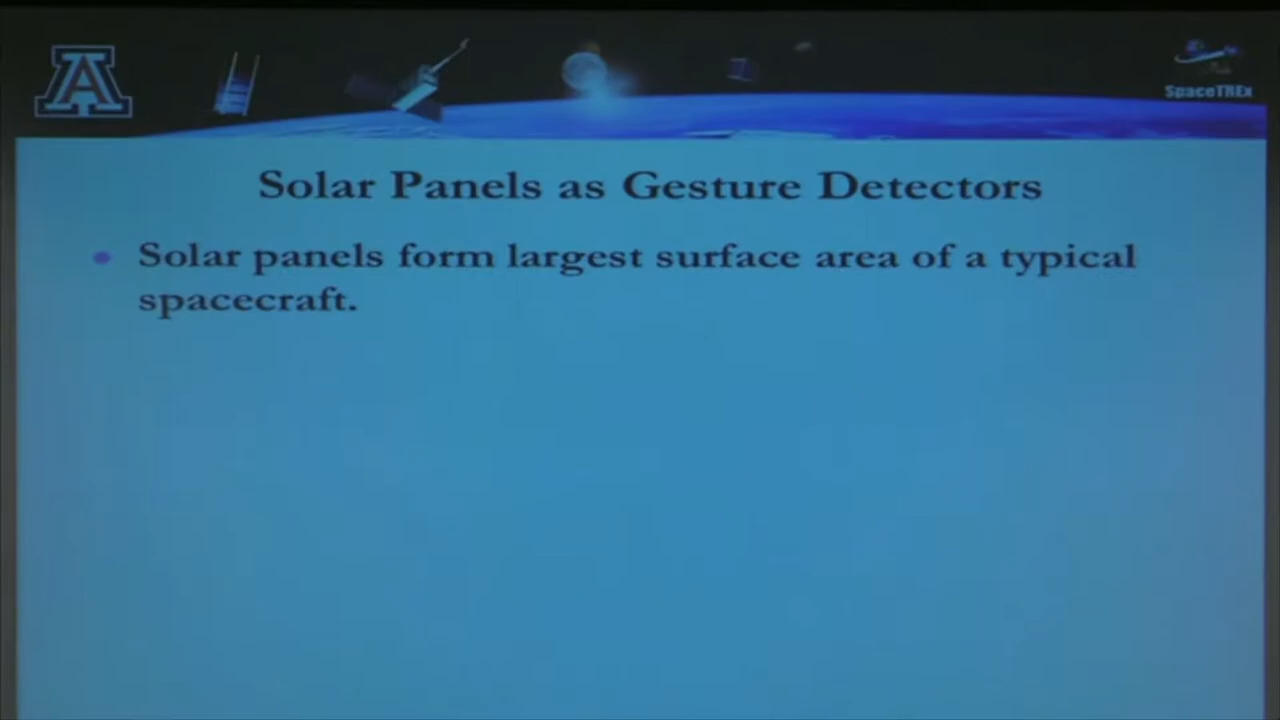 A
SpaceTREx
Solar Panels as Gesture Detectors
Solar panels form largest surface area of a typical
spacecraft.